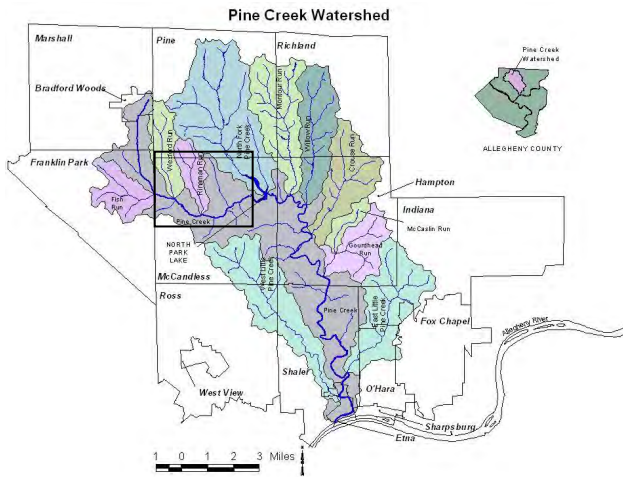 Pine Creek Watershed
Marshall
Pine
Richland
Pine Creek
Watershed
ALLEGHENY COUNTY
Bradford Woods
Montour Run
Willow Run
Wexford Run
North Fork
Pine Creek
Crouse Run
Rinaman Run
Franklin Park
Fish
Run
Hampton
Indiana
McCaslin Run
Pine Creek
Gourdhead
Run
NORTH
PARK
LAKE
McCandless
West Little
Pine Creek
Ross
Pine Creek
East Little
Pine Creek
Fox Chapel
Allegheny River
West View
Shaler
O'Hara
Sharpsburg
Etna
1 0 1 2 3 Miles